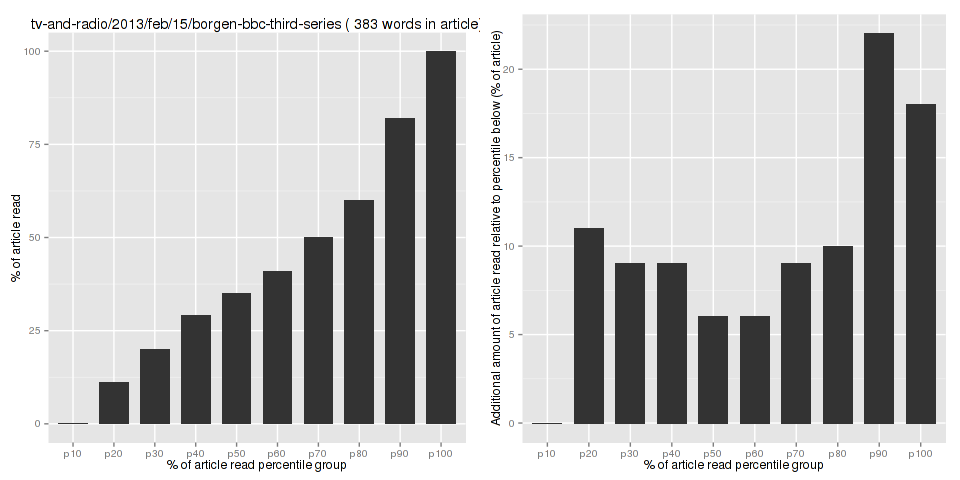 tv-and-radio/2013/feb/15/borgen-bbc-third-series ( 383 words in article)
% of article read
100
75
50
25
0
p10 p20 p30 p40 p50 p60 p70 p80 p90 p100
% of article read percentile group
Additional amount of article read relative to percentile below (% of article)
20
15
10
5
0
p10 p20 p30 p40 p50 p60 p70 p80 p90 p100
% of article read percentile group